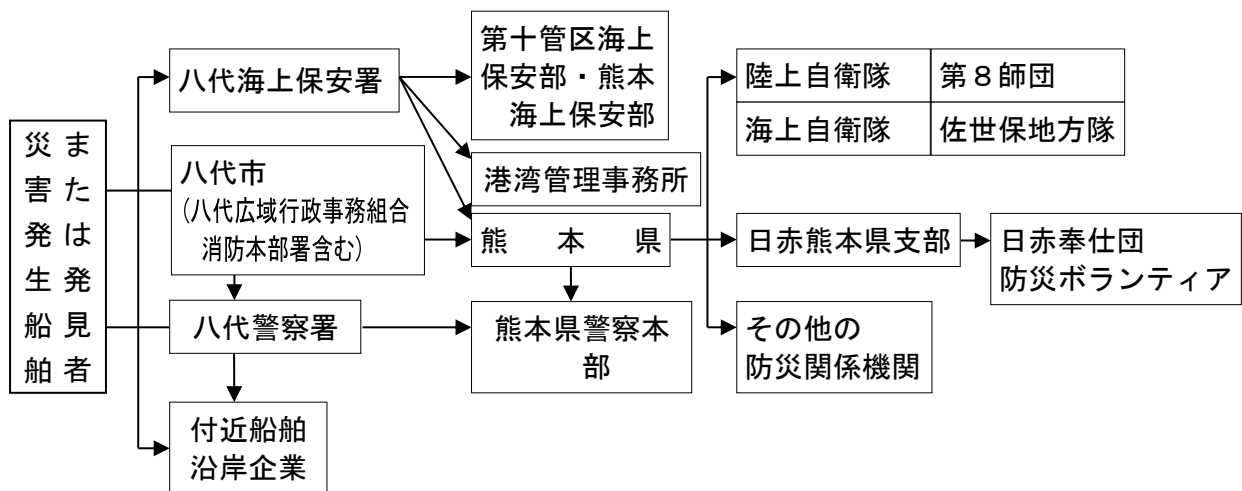 災害発生船舶
または発見者
八代海上保安署
八代市
(八代広域行政事務組合
消防本部署含む)
八代警察署
付近船舶
沿岸企業
第十管区海上
保安部・熊本
海上保安部
港湾管理事務所
熊　本　県
熊本県警察本
部
陸上自衛隊 第８師団
海上自衛隊 佐世保地方隊
日赤熊本県支部
その他の
防災関係機関
日赤奉仕団
防災ボランティア